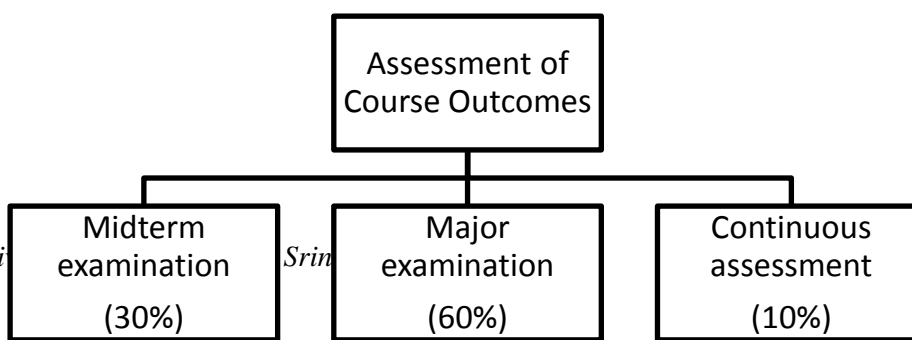 Assessment of
Course Outcomes
Midterm
examination
(30%)
Major
examination
(60%)
Continuous
assessment
(10%)